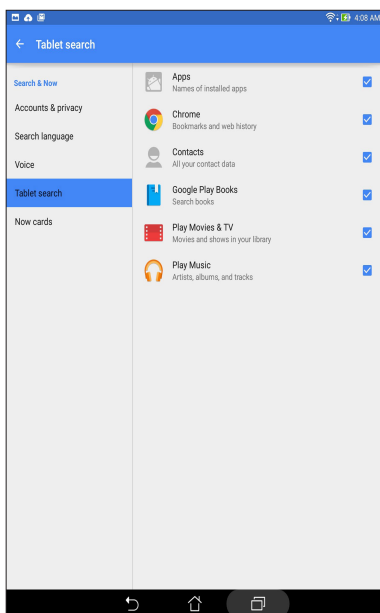 4:08 AM
Tablet search
Search & Now
Accounts & privacy
Search language
Voice
Tablet search
Now cards
Apps
Names of installed apps
Chrome
Bookmarks and web history
Contacts
All your contact data
Google Play Books
Search books
Play Movies & TV
Movies and shows in your library
Play Music
Artists, albums, and tracks